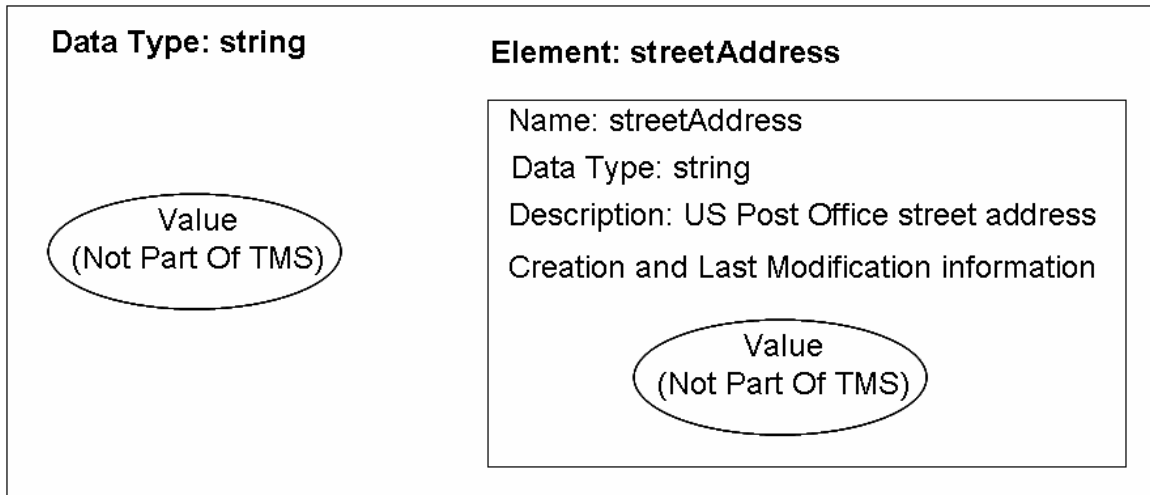 Data Type: string
Element: streetAddress
Name: streetAddress
Data Type: string
Description: US Post Office street address
Creation and Last Modification information
Value
(Not Part Of TMS)
Value
(Not Part Of TMS)